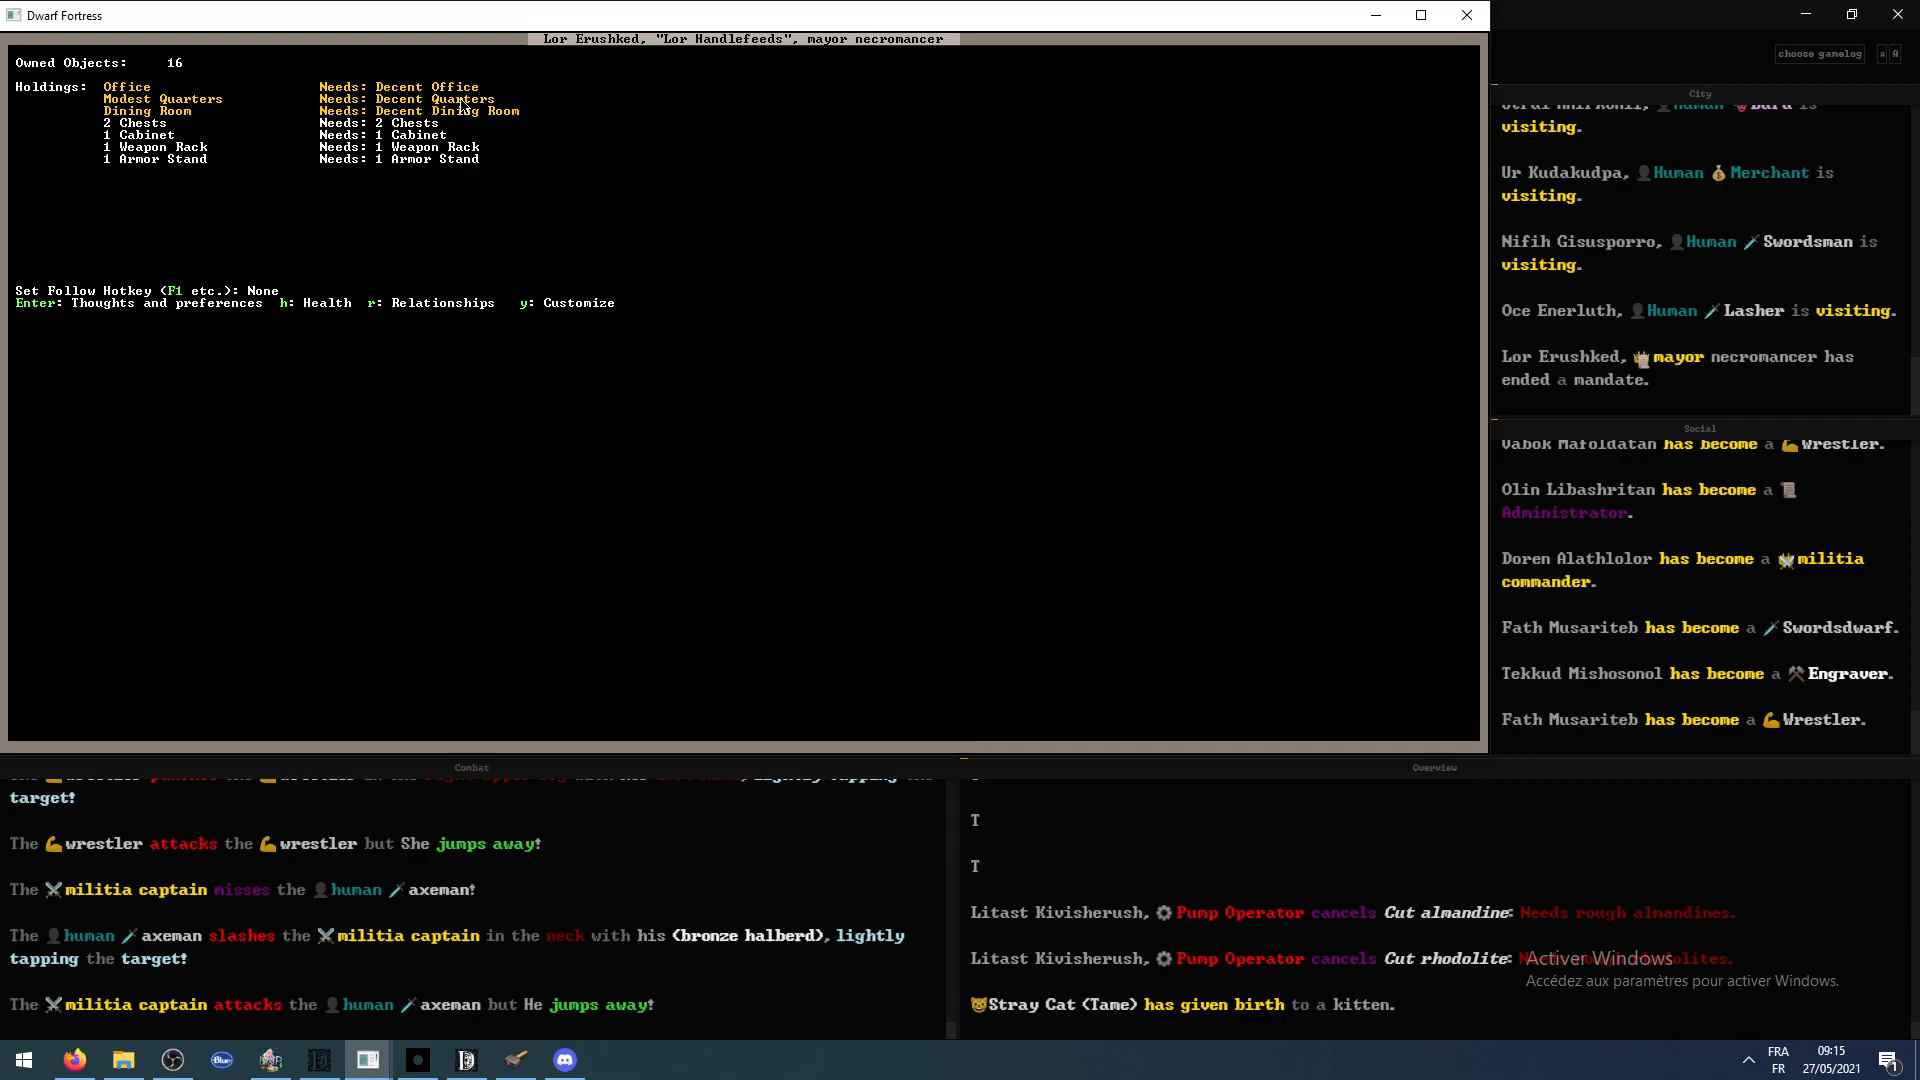 Dwarf Fortress
Lor Erushked, "Lor Handlefeeds", mayor necromancer
Owned Objects: 16
Holdings: Office Needs: Decent Office
Modest Quarters Needs: Decent Quarters
Dining Room Needs: Decent Dining Room
2 Chests Needs: 2 Chests
1 Cabinet Needs: 1 Cabinet
1 Weapon Rack Needs: 1 Weapon Rack
1 Armor Stand Needs: 1 Armor Stand
Set Follow Hotkey (F1 etc.): None
Enter: Thoughts and preferences h: Health r: Relationships y: Customize
choose gamelog a A
City
is
visiting.
Ur Kudakudpa, Human Merchant is
visiting.
Nifih Gisusporro, Human Swordsman is
visiting.
Oce Enerluth, Human Lasher is visiting.
Lor Erushked, mayor necromancer has
ended a mandate.
Social
Vabok Mafoldatan has become a Wrestler.
Olin Libashritan has become a
Administrator.
Doren Alathlolor has become a militia
commander.
Fath Musariteb has become a Swordsdwarf.
Tekkud Mishosonol has become a Engraver.
Fath Musariteb has become a Wrestler.
Combat
target!
The wrestler attacks the wrestler but She jumps away!
The militia captain misses the human axeman!
The human axeman slashes the militia captain in the neck with his (bronze halberd), lightly
tapping the target!
The militia captain attacks the human axeman but He jumps away!
Overview
T
T
Litast Kivisherush, Pump Operator cancels Cut almandine: Needs rough almandines.
Litast Kivisherush, Pump Operator cancels Cut rhodolite:
Stray Cat (Tame) has given birth to a kitten.
Activer Windows
Accédez aux paramètres pour activer Windows.
Blue
FRA
FR
09:15
27/05/2021
1